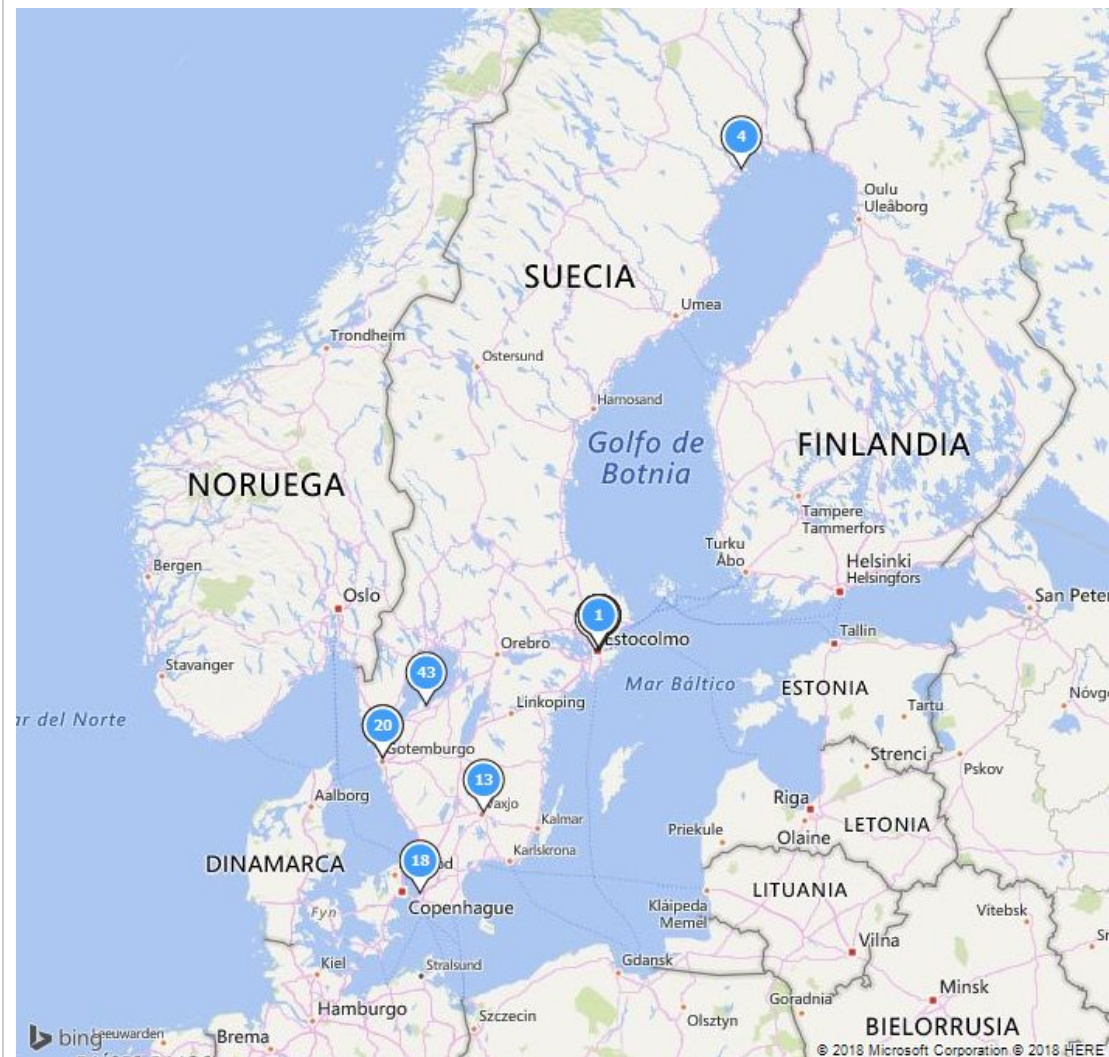 4
Oulu
Uleåborg
SUECIA
Umea
Trondheim
Ostersund
Harnosand
Golfo de
Botnia
FINLANDIA
NORUEGA
Tampere
Tammerfors
Turku
Åbo
Bergen
Helsinki
Helsingfors
Oslo
San Peter
1
Estocolmo
Tallin
Orebro
Stavanger
43
Mar Báltico
ESTONIA
Linkoping
Tartu
Nóvgo
ar del Norte
20
Gotemburgo
Strenci
Pskov
13
Aalborg
Vaxjo
Riga
Olaine
LETONIA
Kalmar
Priekule
Karlskrona
DINAMARCA
18
LITUANIA
Copenhague
Fyn
Kláipeda
Memel
Vítebsk
Vilna
Kiel
Stralsund
Gdansk
Minsk
Goradnia
Hamburgo
Szczecin
Olsztyn
BIELORRUSIA
bing
Leeuwarden
Brema
© 2018 Microsoft Corporation © 2018 HERE